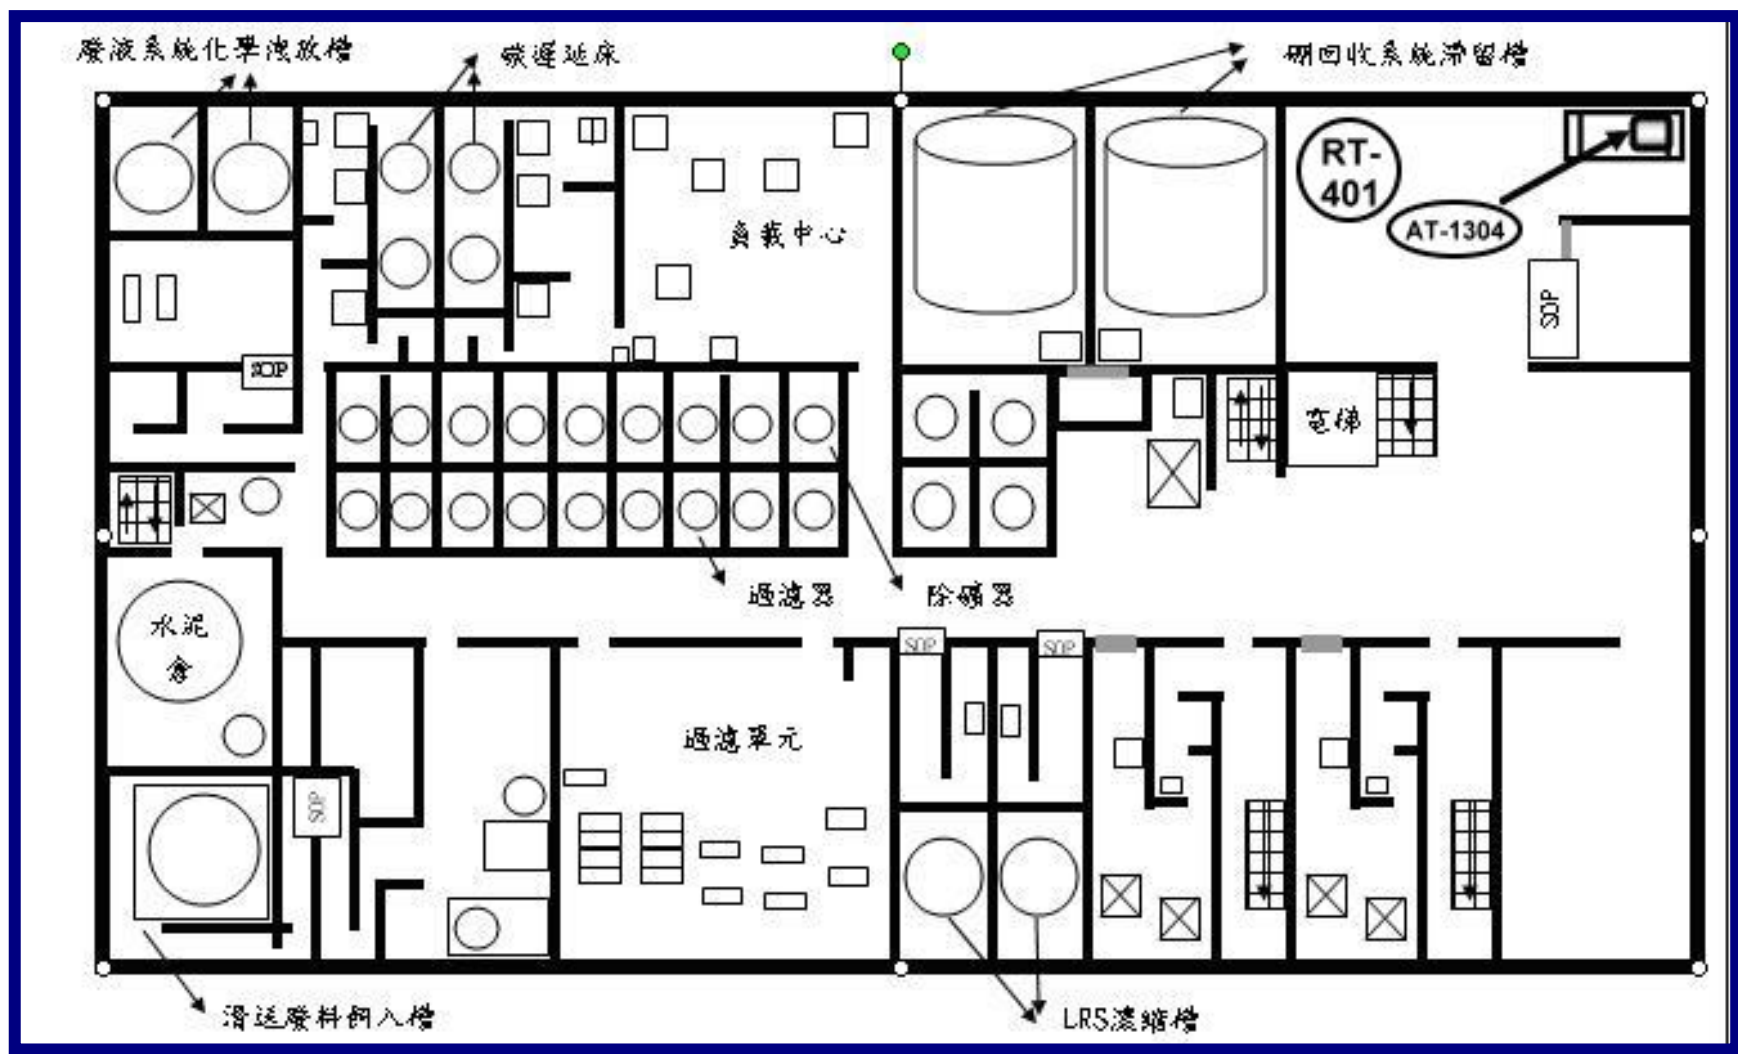 廢液系統化學洩放槽
碳遲延床
硼回收系統滯留槽
RT-
401
AT-1304
負載中心
SOP
SOP
電梯
過濾器
除礦器
水泥
倉
SOP
SOP
過濾單元
SOP
滑送廢料飼入槽
LRS濃縮槽